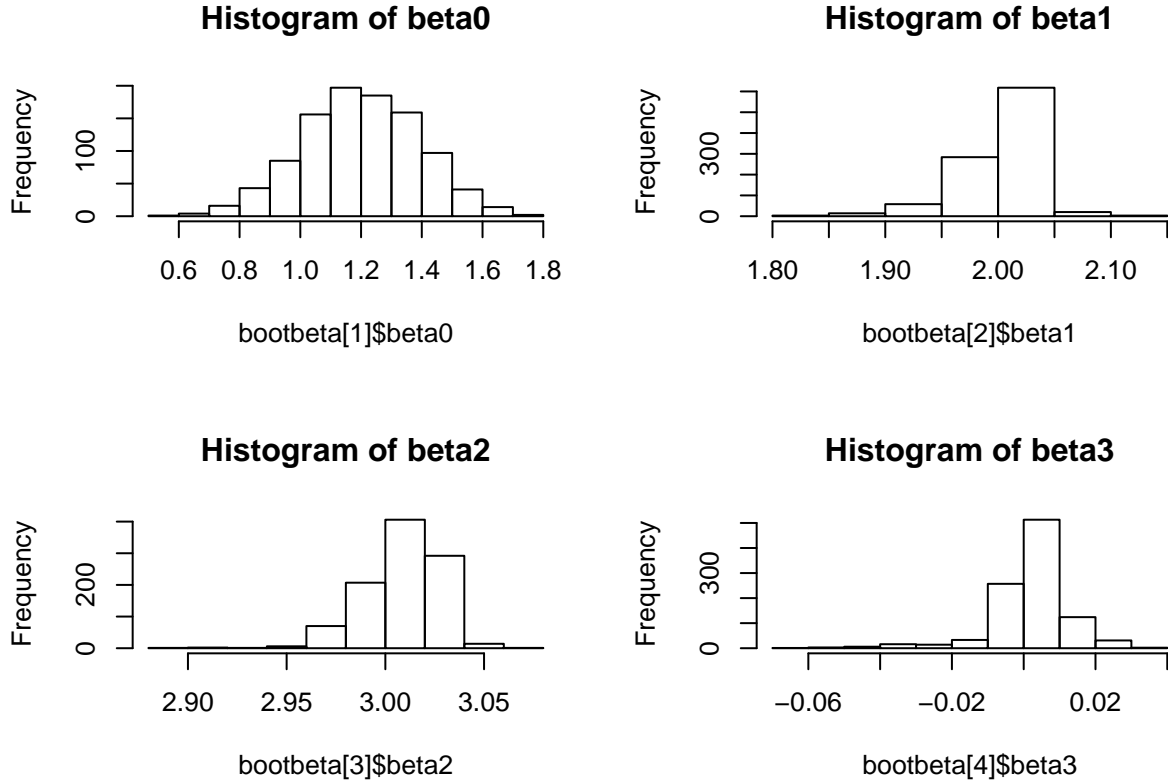 Histogram of beta0
Frequency
0
100
0.6 0.8 1.0 1.2 1.4 1.6 1.8
bootbeta[1]$beta0
Histogram of beta1
Frequency
0
300
1.80 1.90 2.00 2.10
bootbeta[2]$beta1
Histogram of beta2
Frequency
0
200
2.90 2.95 3.00 3.05
bootbeta[3]$beta2
Histogram of beta3
Frequency
0
300
−0.06 −0.02 0.02
bootbeta[4]$beta3